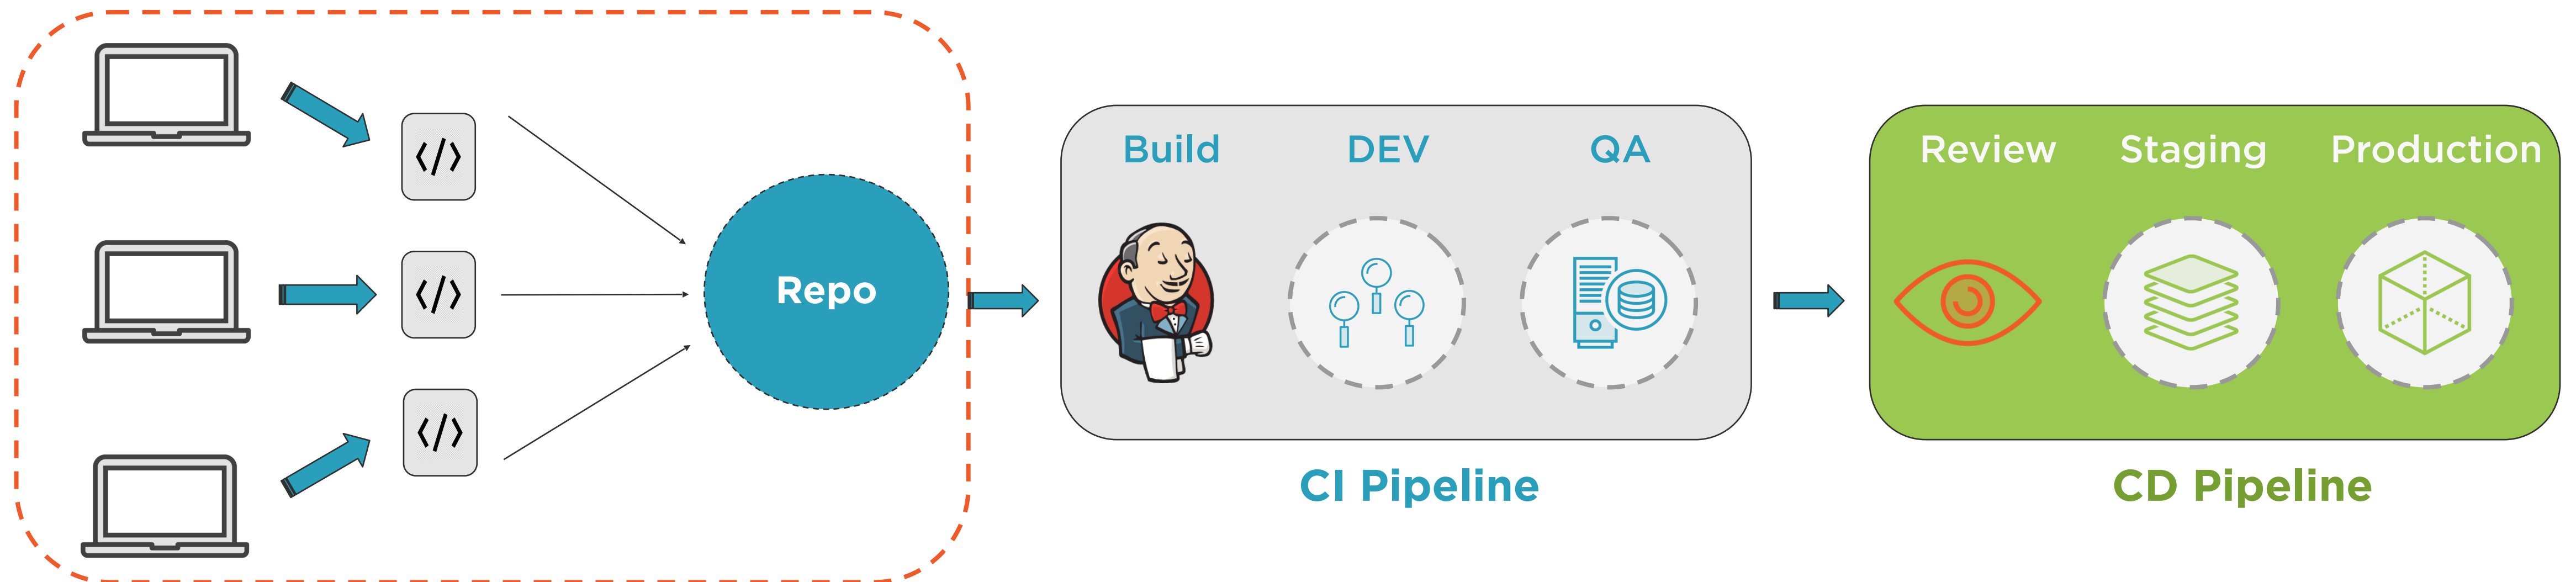 </>
</>
</>
Repo
Build DEV QA
CI Pipeline
Review Staging Production
CD Pipeline